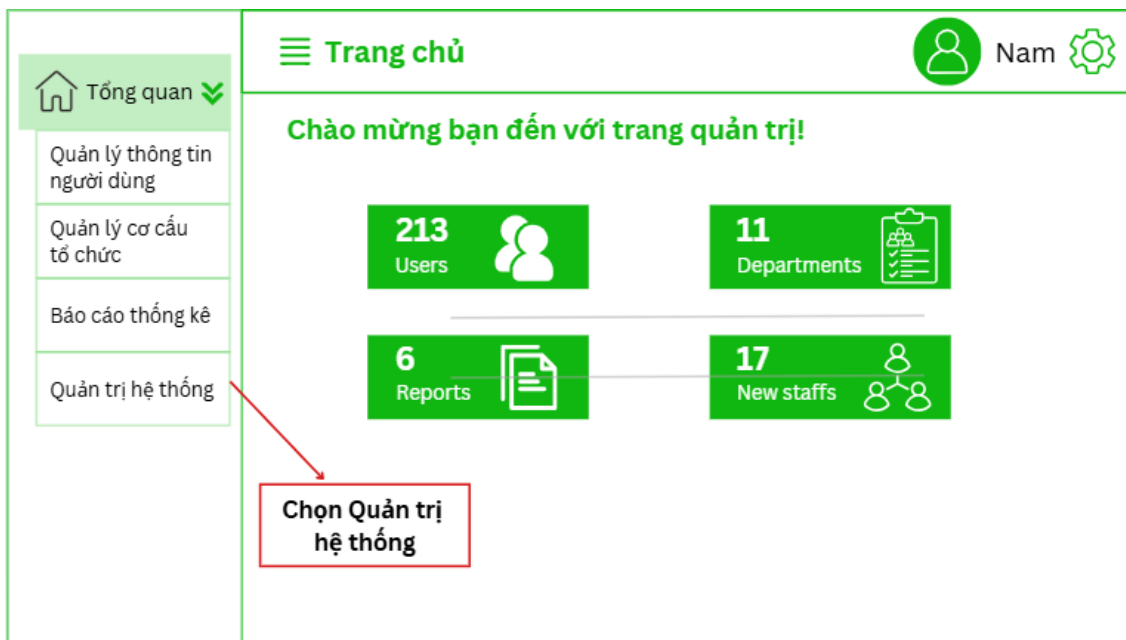 Trang chủ
Nam
Tổng quan
Chào mừng bạn đến với trang quản trị!
Quản lý thông tin
người dùng
Quản lý cơ cấu
tổ chức
Báo cáo thống kê
Quản trị hệ thống
213
Users
11
Departments
6
Reports
17
New staffs
Chọn Quản trị
hệ thống